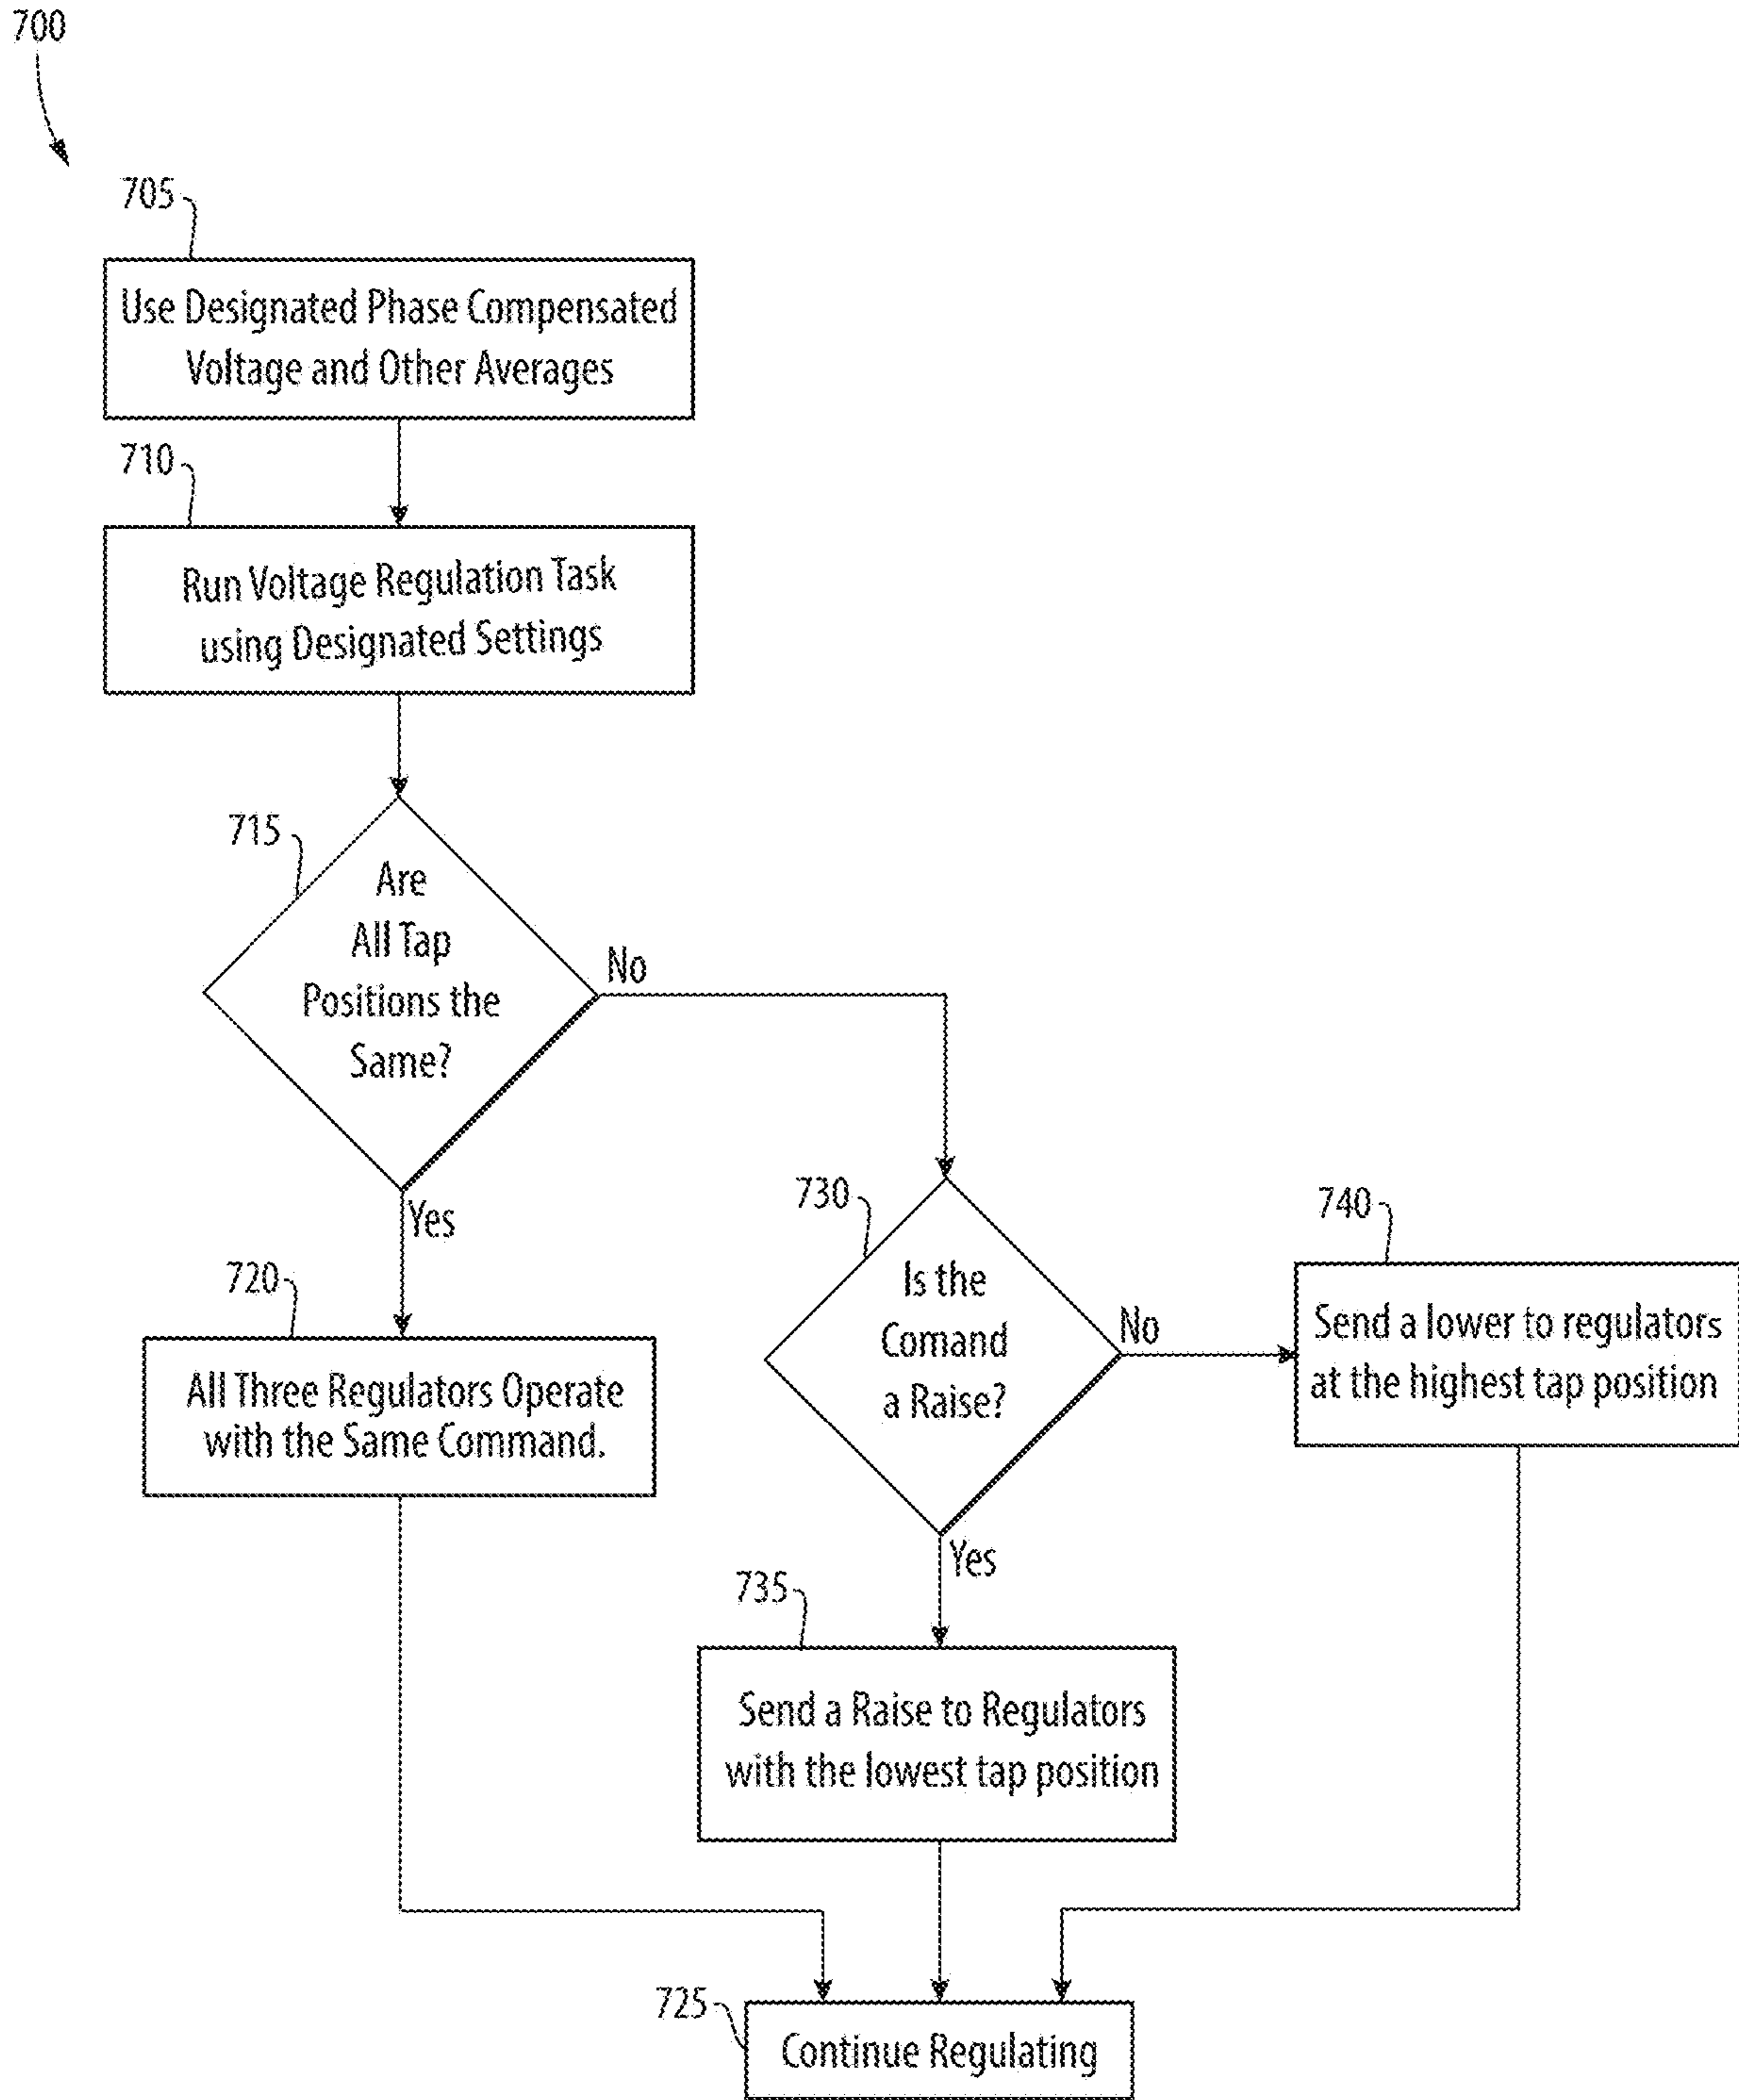 700
705
Use Designated Phase Compensated
Voltage and Other Averages
710
Run Voltage Regulation Task
using Designated Settings
715
Are
All Tap
Positions the
Same?
No
Yes
720
All Three Regulators Operate
with the Same Command.
730
Is the
Comand
a Raise?
No
Yes
740
Send a lower to regulators
at the highest tap position
735
Send a Raise to Regulators
with the lowest tap position
725
Continue Regulating